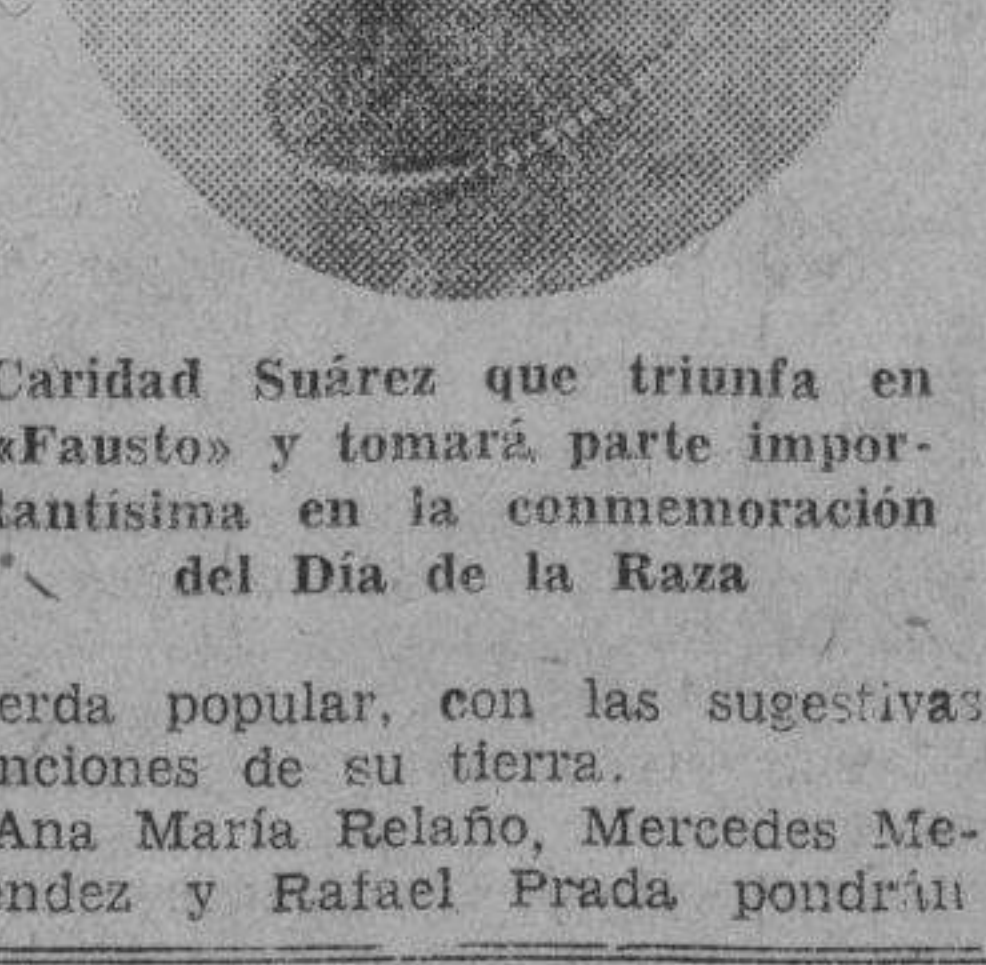 Caridad Suárez que triunfa en
«Fausto» y tomará parte impor-
tantísima en la conmemoración
del Día de la Raza
erda popular, con las sugestivas
nciones de su tierra.
Ana María Relaño, Mercedes Me-
endez y Rafael Prada pondrán